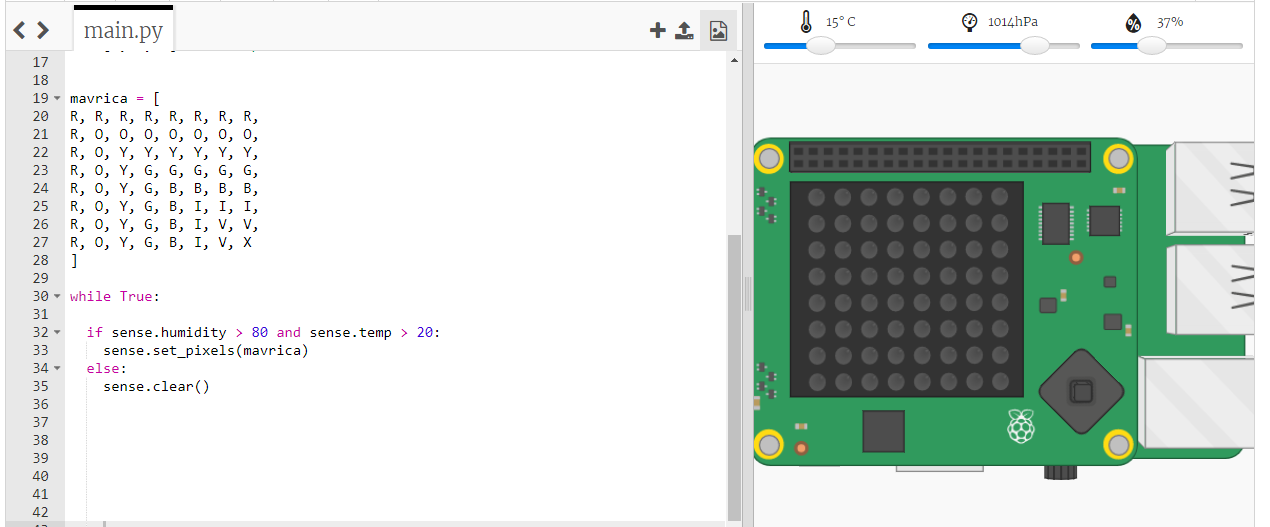 main.py
15° C 1014hPa 37%
17
18
19 mavrica = [
20 R, R, R, R, R, R, R, R,
21 R, O, O, O, O, O, O, O,
22 R, O, Y, Y, Y, Y, Y, Y,
23 R, O, Y, G, G, G, G, G,
24 R, O, Y, G, B, B, B, B,
25 R, O, Y, G, B, I, I, I,
26 R, O, Y, G, B, I, V, V,
27 R, O, Y, G, B, I, V, X
28 ]
29
30 while True:
31
32 if sense.humidity > 80 and sense.temp > 20:
33 sense.set_pixels(mavrica)
34 else:
35 sense.clear()
36
37
38
39
40
41
42